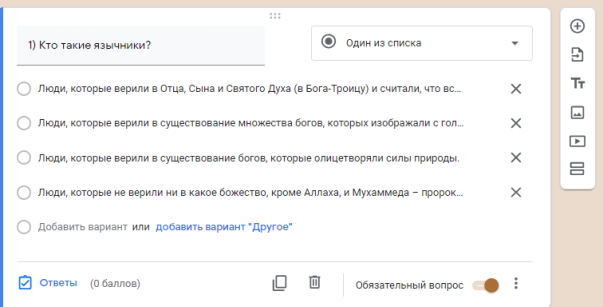 1) Кто такие язычники?
Один из списка
Люди, которые верили в Отца, Сына и Святого Духа (в Бога-Троицу) и считали, что вс...
Люди, которые верили в существование множества богов, которых изображали с гол...
Люди, которые верили в существование богов, которые олицетворяли силы природы.
Люди, которые не верили ни в какое божество, кроме Аллаха, и Мухаммеда – пророк...
Добавить вариант или добавить вариант "Другое"
Ответы (0 баллов) Обязательный вопрос
Тт